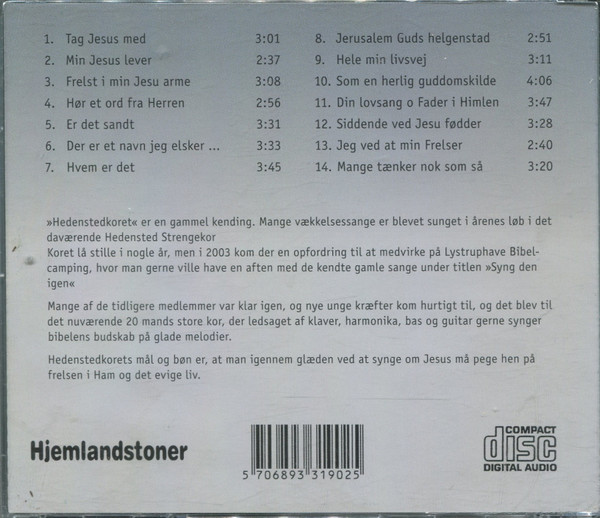 1. Tag Jesus med 3:01
2. Min Jesus lever 2:37
3. Frelst i min Jesu arme 3:08
4. Hør et ord fra Herren 2:56
5. Er det sandt 3:31
6. Der er et navn jeg elsker ... 3:33
7. Hvem er det 3:45
8. Jerusalem Guds helgenstad 2:51
9. Hele min livsvej 3:11
10. Som en herlig guddomskilde 4:06
11. Din lovsang o Fader i Himlen 3:47
12. Siddende ved Jesu fødder 3:28
13. Jeg ved at min Frelser 2:40
14. Mange tænker nok som så 3:20
»Hedenstedkoret« er en gammel kending. Mange vækkelsessange er blevet sunget i årenes løb i det
daværende Hedensted Strengekor
Koret lå stille i nogle år, men i 2003 kom der en opfordring til at medvirke på Lystruphave Bibel-
camping, hvor man gerne ville have en aften med de kendte gamle sange under titlen »Syng den
igen«
Mange af de tidligere medlemmer var klar igen, og nye unge kræfter kom hurtigt til, og det blev til
det nuværende 20 mands store kor, der ledsaget af klaver, harmonika, bas og guitar gerne synger
bibelens budskab på glade melodier.
Hedenstedkorets mål og bøn er, at man igennem glæden ved at synge om Jesus må pege hen på
frelsen i Ham og det evige liv.
Hjemlandstoner
5 706893 319025
COMPACT
disc
DIGITAL AUDIO